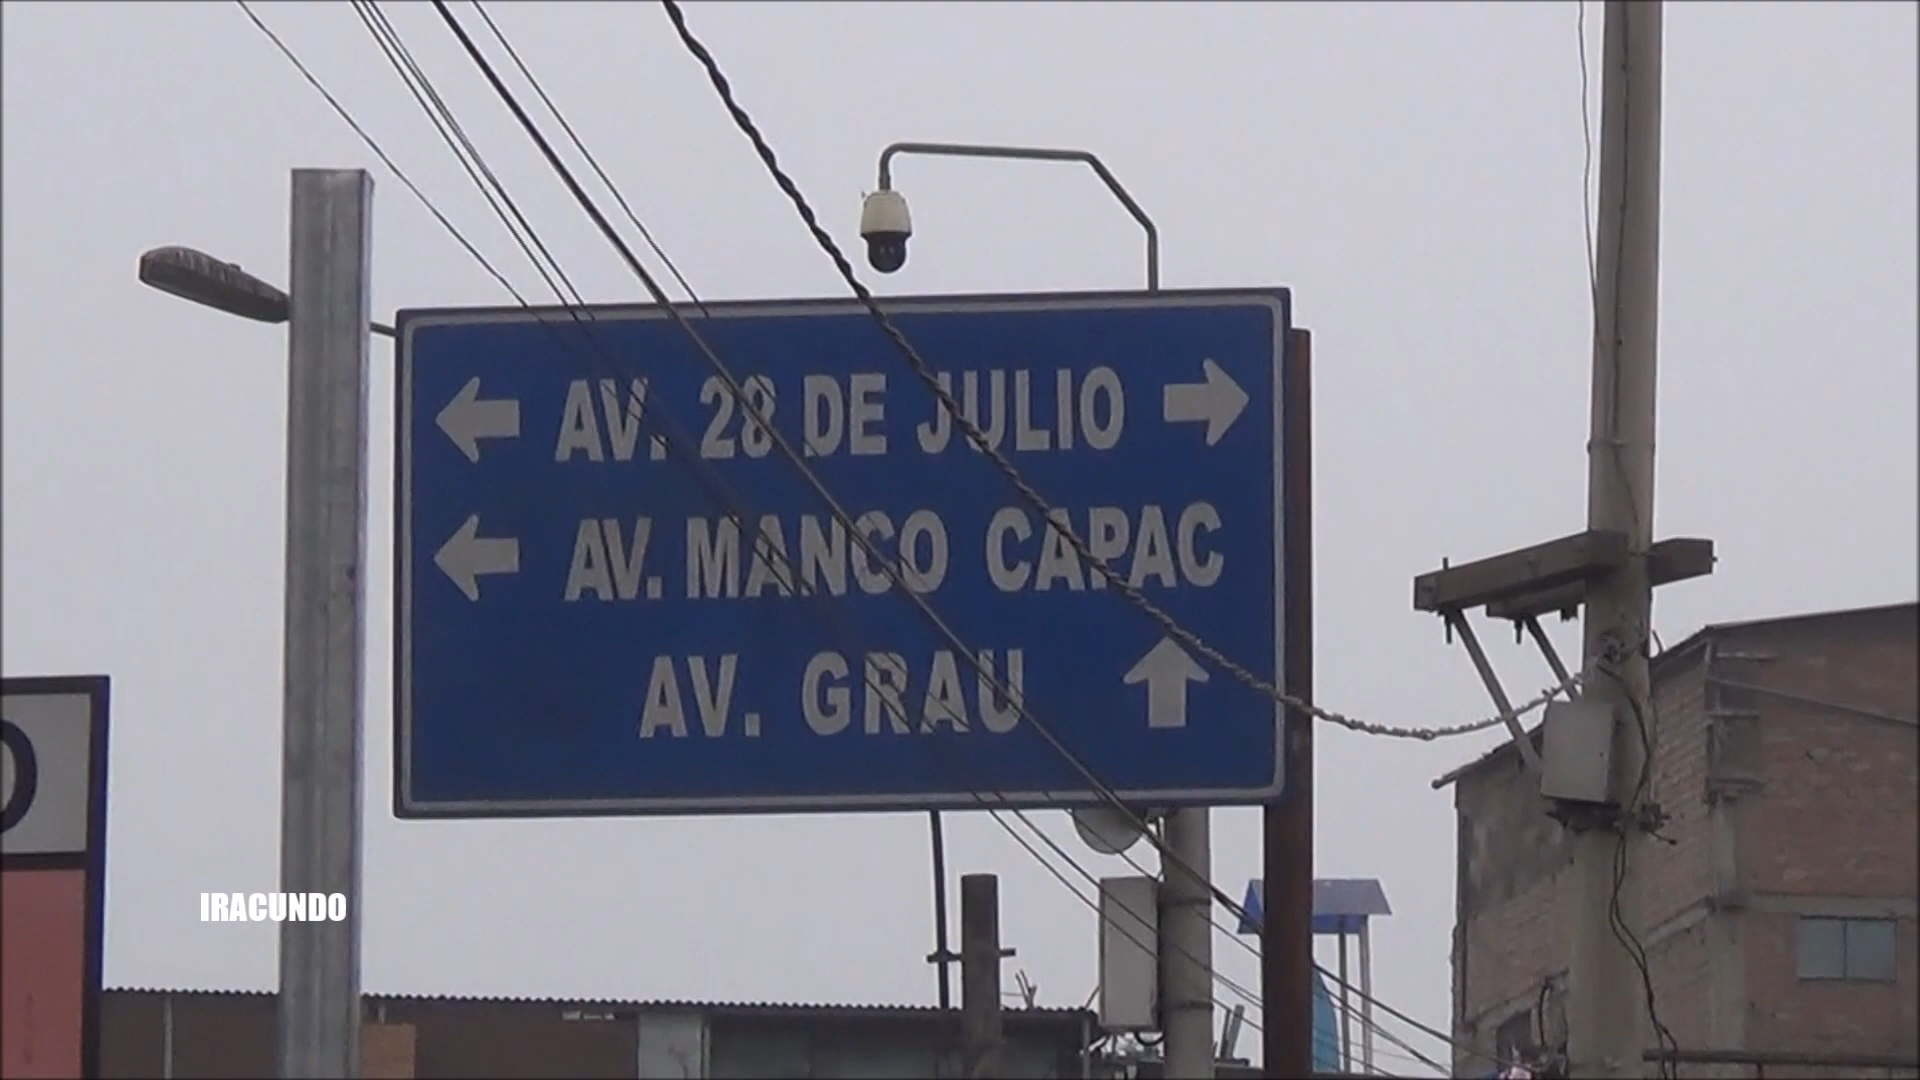 AV. 28 DE JULIO
AV. MANCO CAPAC
AV. GRAU
IRACUNDO